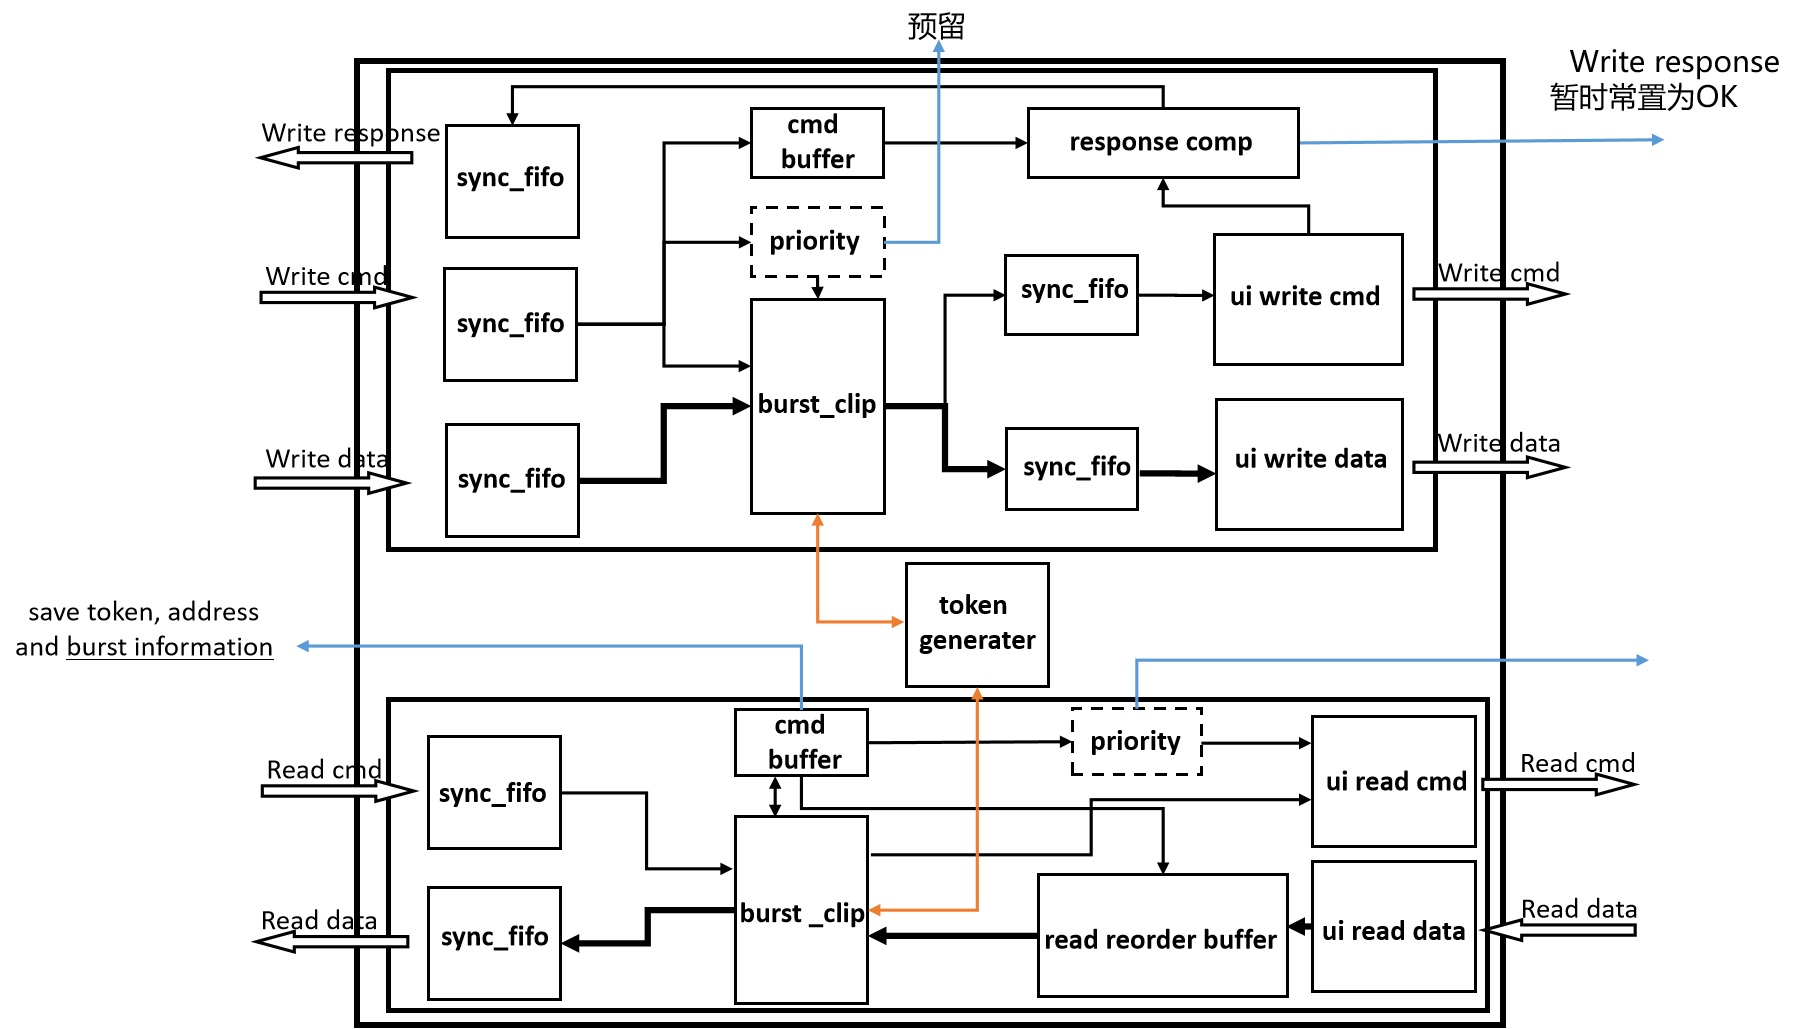 预留
Write response
暂时常置为OK
Write response
sync_fifo
cmd
buffer
response comp
priority
Write cmd
sync_fifo
sync_fifo
ui write cmd
Write cmd
burst_clip
Write data
sync_fifo
sync_fifo
ui write data
Write data
save token, address
and burst information
token
generater
cmd
buffer
priority
Read cmd
sync_fifo
ui read cmd
Read cmd
Read data
sync_fifo
burst _clip
read reorder buffer
ui read data
Read data